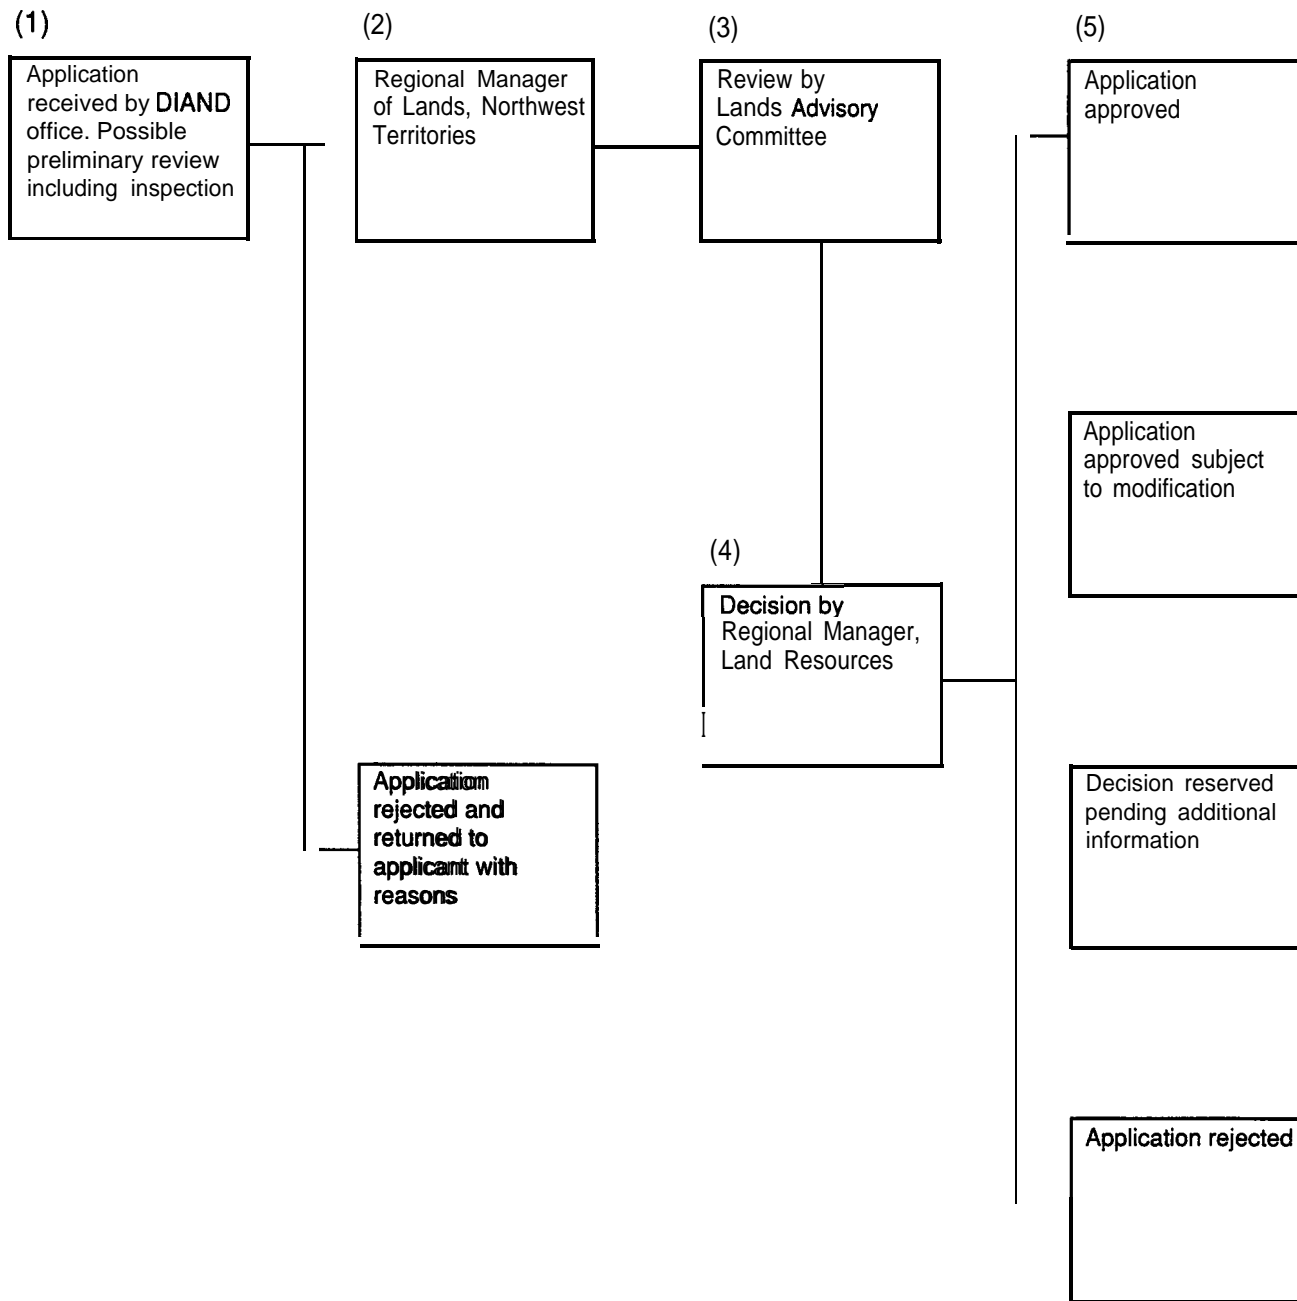 (1)
Application
received by DIAND
office. Possible
preliminary review
including inspection
(2)
Regional Manager
of Lands, Northwest
Territories
(3)
Review by
Lands Advisory
Committee
(5)
Application
approved
Application
approved subject
to modification
(4)
Decision by
Regional Manager,
Land Resources
Application
rejected and
returned to
applicant with
reasons
Decision reserved
pending additional
information
Application rejected